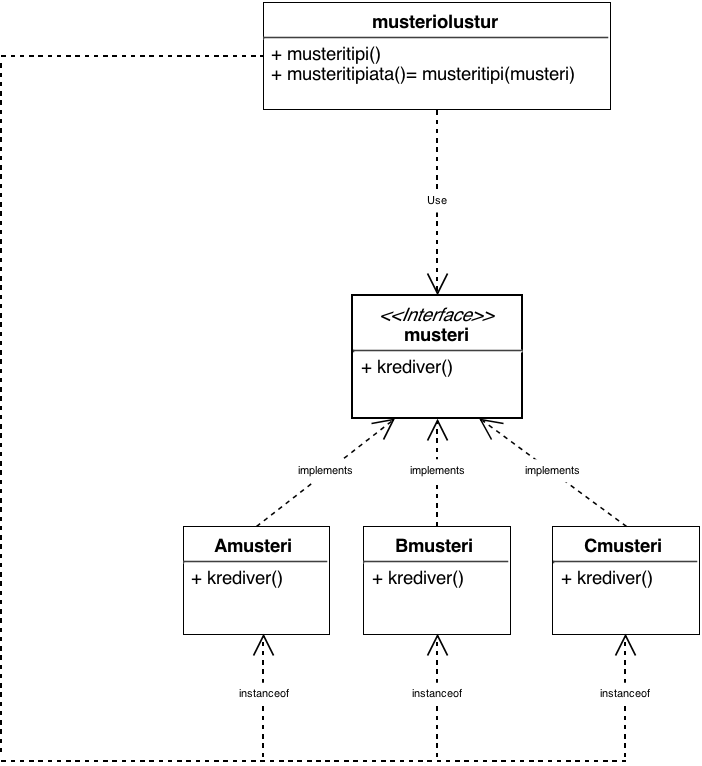 musteriolustur
+ musteritipi()
+ musteritipiata()= musteritipi(musteri)
Use
<<Interface>>
musteri
+ krediver()
implements implements implements
Amusteri Bmusteri Cmusteri
+ krediver() + krediver() + krediver()
instanceof instanceof instanceof